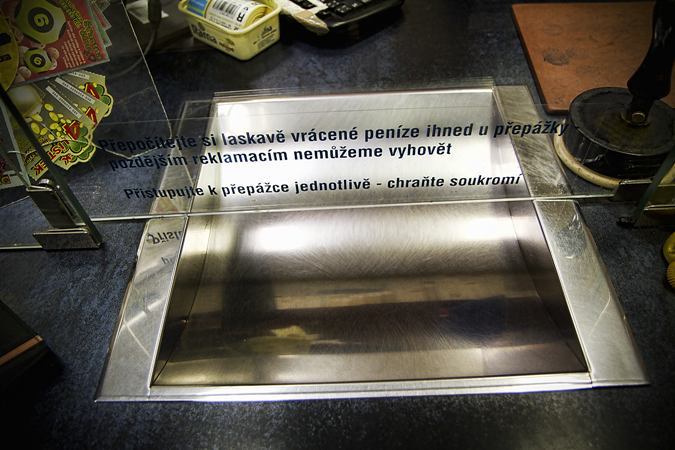 Přepočítejte si laskavě vrácené peníze ihned u přepážky
pozdějším reklamacím nemůžeme vyhovět
Přistupujte k přepážce jednotlivě - chraňte soukromí